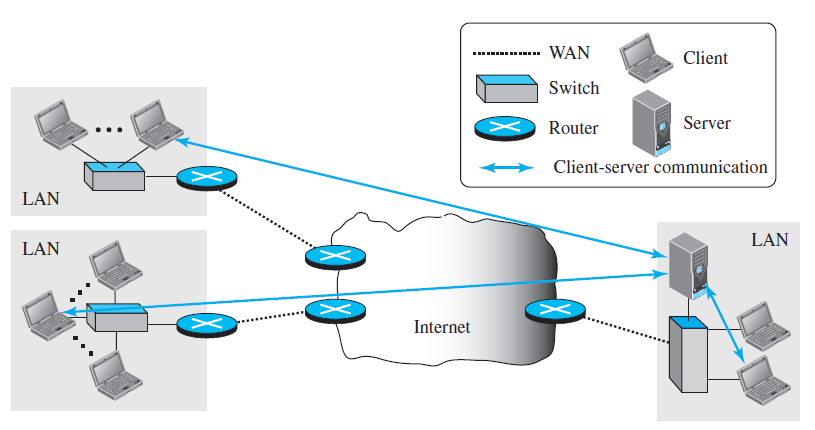 WAN
Client
Switch
Router
Server
Client-server communication
LAN
LAN
LAN
Internet